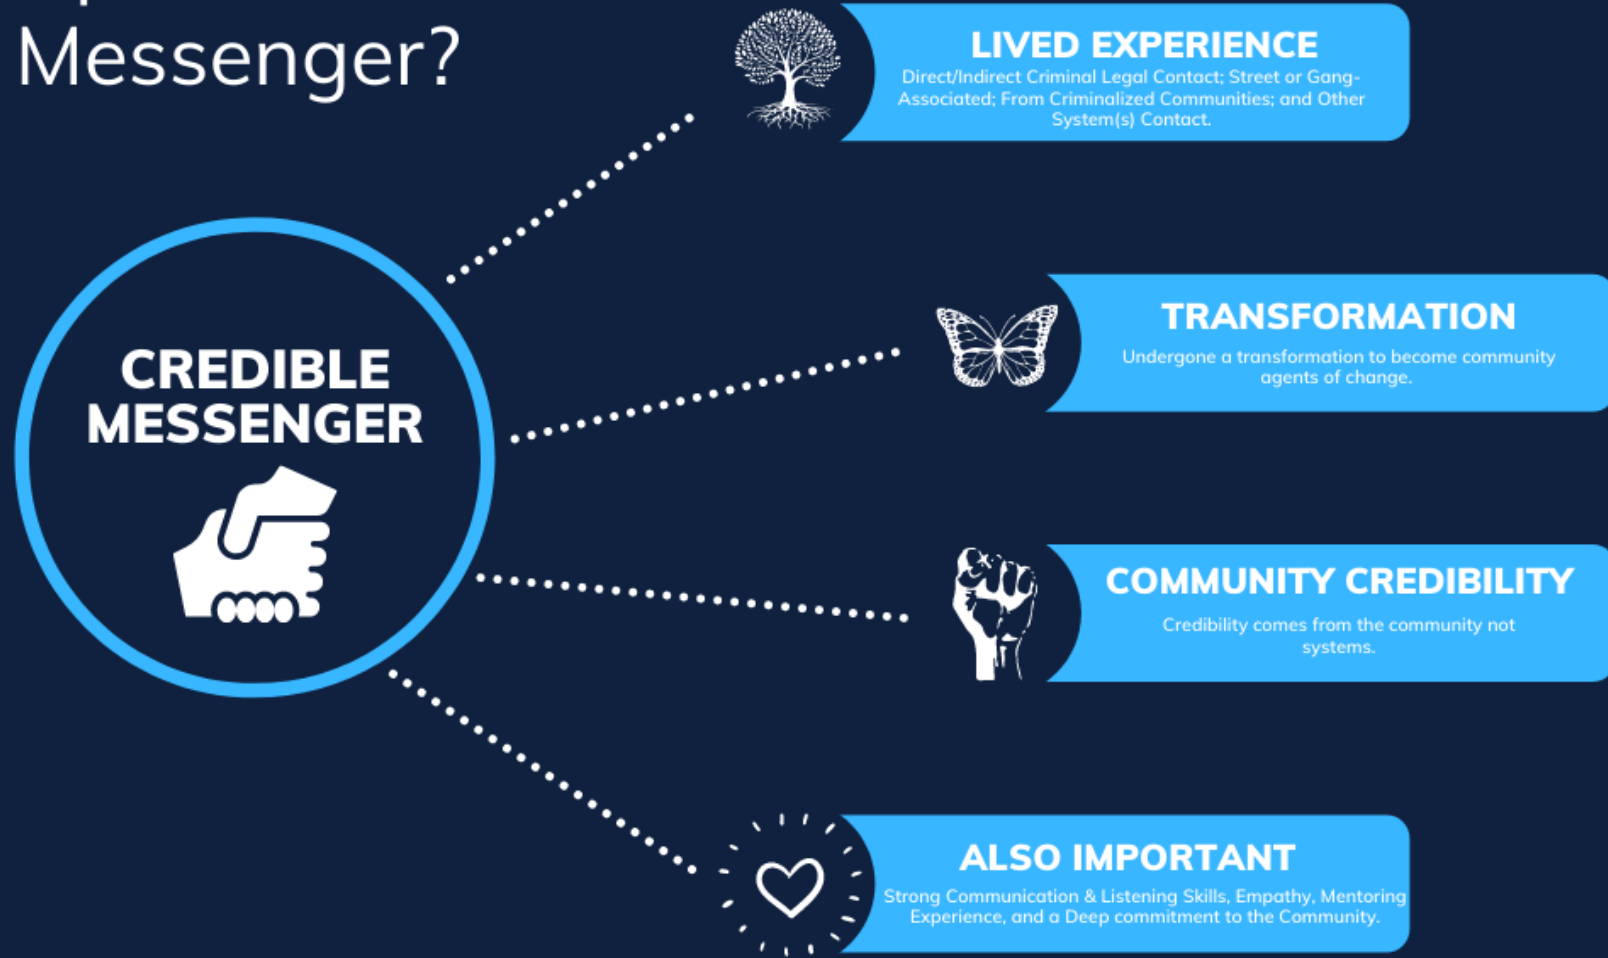 Messenger?
CREDIBLE
MESSENGER
LIVED EXPERIENCE
Direct/Indirect Criminal Legal Contact; Street or Gang-
Associated; From Criminalized Communities; and Other
System(s) Contact.
TRANSFORMATION
Undergone a transformation to become community
agents of change.
COMMUNITY CREDIBILITY
Credibility comes from the community not
systems.
ALSO IMPORTANT
Strong Communication & Listening Skills, Empathy, Mentoring
Experience, and a Deep commitment to the Community.